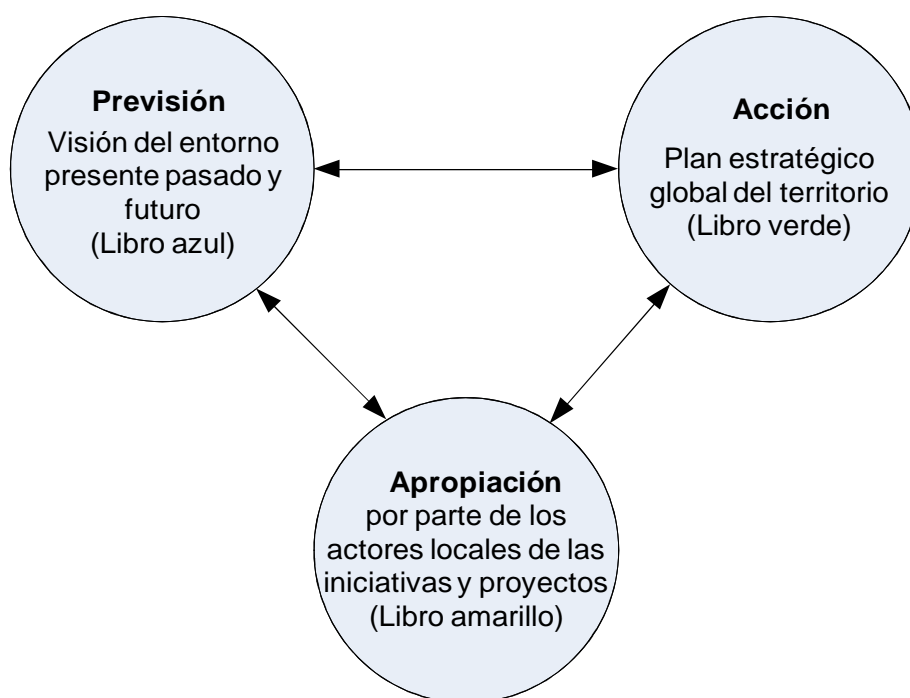 Previsión
Visión del entorno
presente pasado y
futuro
(Libro azul)
Acción
Plan estratégico
global del territorio
(Libro verde)
Apropiación
por parte de los
actores locales de las
iniciativas y proyectos
(Libro amarillo)